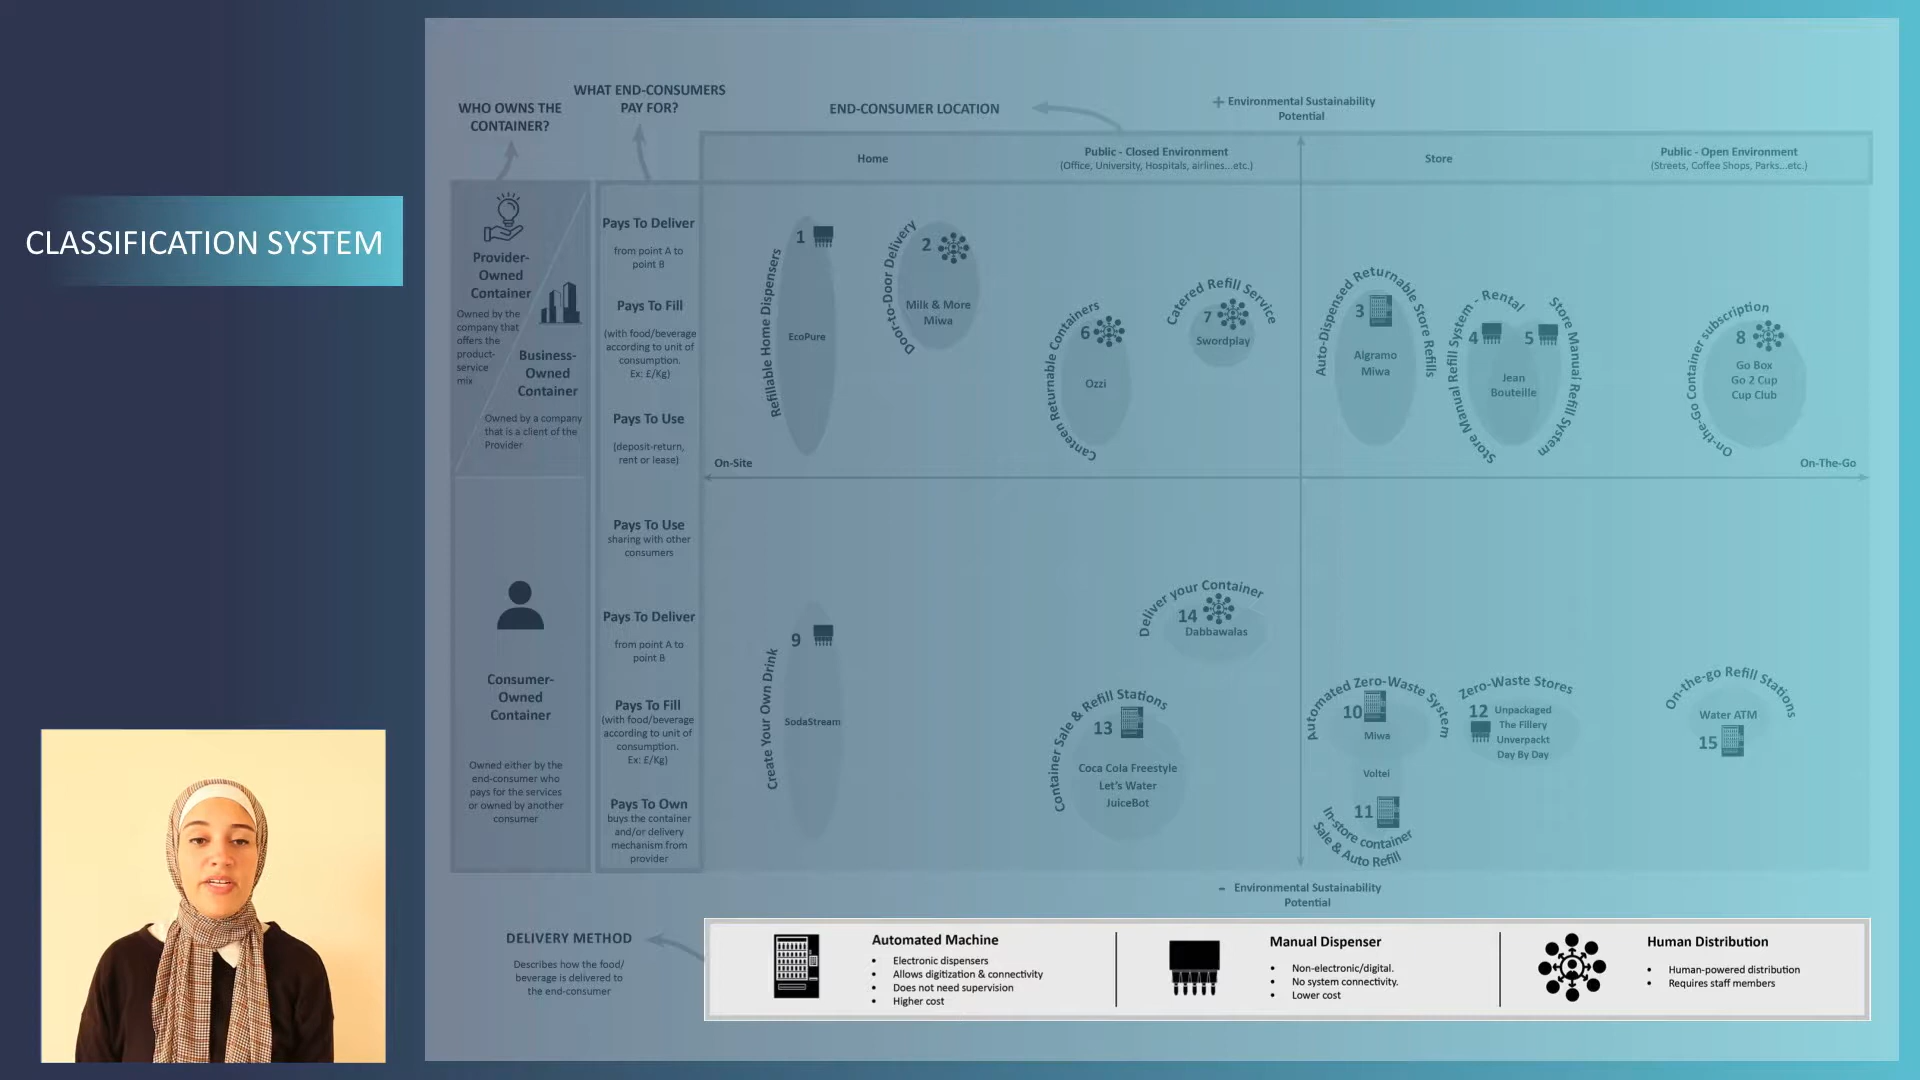 CLASSIFICATION SYSTEM
WHO OWNS THE
CONTAINER?
WHAT END-CONSUMERS
PAY FOR?
END-CONSUMER LOCATION
+ Environmental Sustainability
Potential
Home
Public - Closed Environment
(Office, University, Hospitals, airlines...etc.)
Store
Public - Open Environment
(Streets, Coffee Shops, Parks...etc.)
Provider-
Owned
Container
Owned by the
company that
offers the
product-
service
mix
Business-
Owned
Container
Owned by a company
that is a client of the
Provider
Pays To Deliver
from point A to
point B
Pays To Fill
(with food/beverage
according to unit of
consumption.
Ex: £/Kg)
Pays To Use
(deposit-return,
rent or lease)
Refillable Home Dispensers
1
EcoPure
Door-to-Door Delivery
2
Milk & More
Miwa
Canteen Returnable Containers
6
Ozzi
Catered Refill Service
7
Swordplay
Auto-Dispensed Returnable Store Refills
3
Algramo
Miwa
Store Manual Refill System - Rental
4
5
Store Manual Refill System
Jean
Bouteille
On-the-Go Container subscription
8
Go Box
Go 2 Cup
Cup Club
On-Site
On-The-Go
Consumer-
Owned
Container
Owned either by the
end-consumer who
pays for the services
or owned by another
consumer
Pays To Use
sharing with other
consumers
Pays To Deliver
from point A to
point B
Pays To Fill
(with food/beverage
according to unit of
consumption.
Ex: £/Kg)
Pays To Own
buys the container
and/or delivery
mechanism from
provider
Create Your Own Drink
9
SodaStream
Deliver your Container
14
Dabbawalas
Container Sale & Refill Stations
13
Coca Cola Freestyle
Let's Water
JuiceBot
Automated Zero-Waste System
10
Miwa
Voltei
11
In-store container
Sale & Auto Refill
Zero-Waste Stores
12
Unpackaged
The Fillery
Unverpackt
Day By Day
On-the-go Refill Stations
Water ATM
15
- Environmental Sustainability
Potential
DELIVERY METHOD
Describes how the food/
beverage is delivered to
the end-consumer
Automated Machine
• Electronic dispensers
• Allows digitization & connectivity
• Does not need supervision
• Higher cost
Manual Dispenser
• Non-electronic/digital.
• No system connectivity.
• Lower cost
Human Distribution
• Human-powered distribution
• Requires staff members